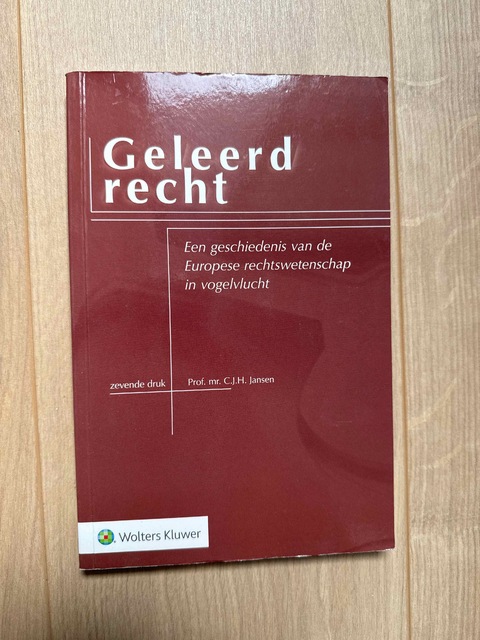 Geleerd
recht
Een geschiedenis van de
Europese rechtswetenschap
in vogelvlucht
zevende druk
Prof. mr. C.J.H. Jansen
Wolters Kluwer